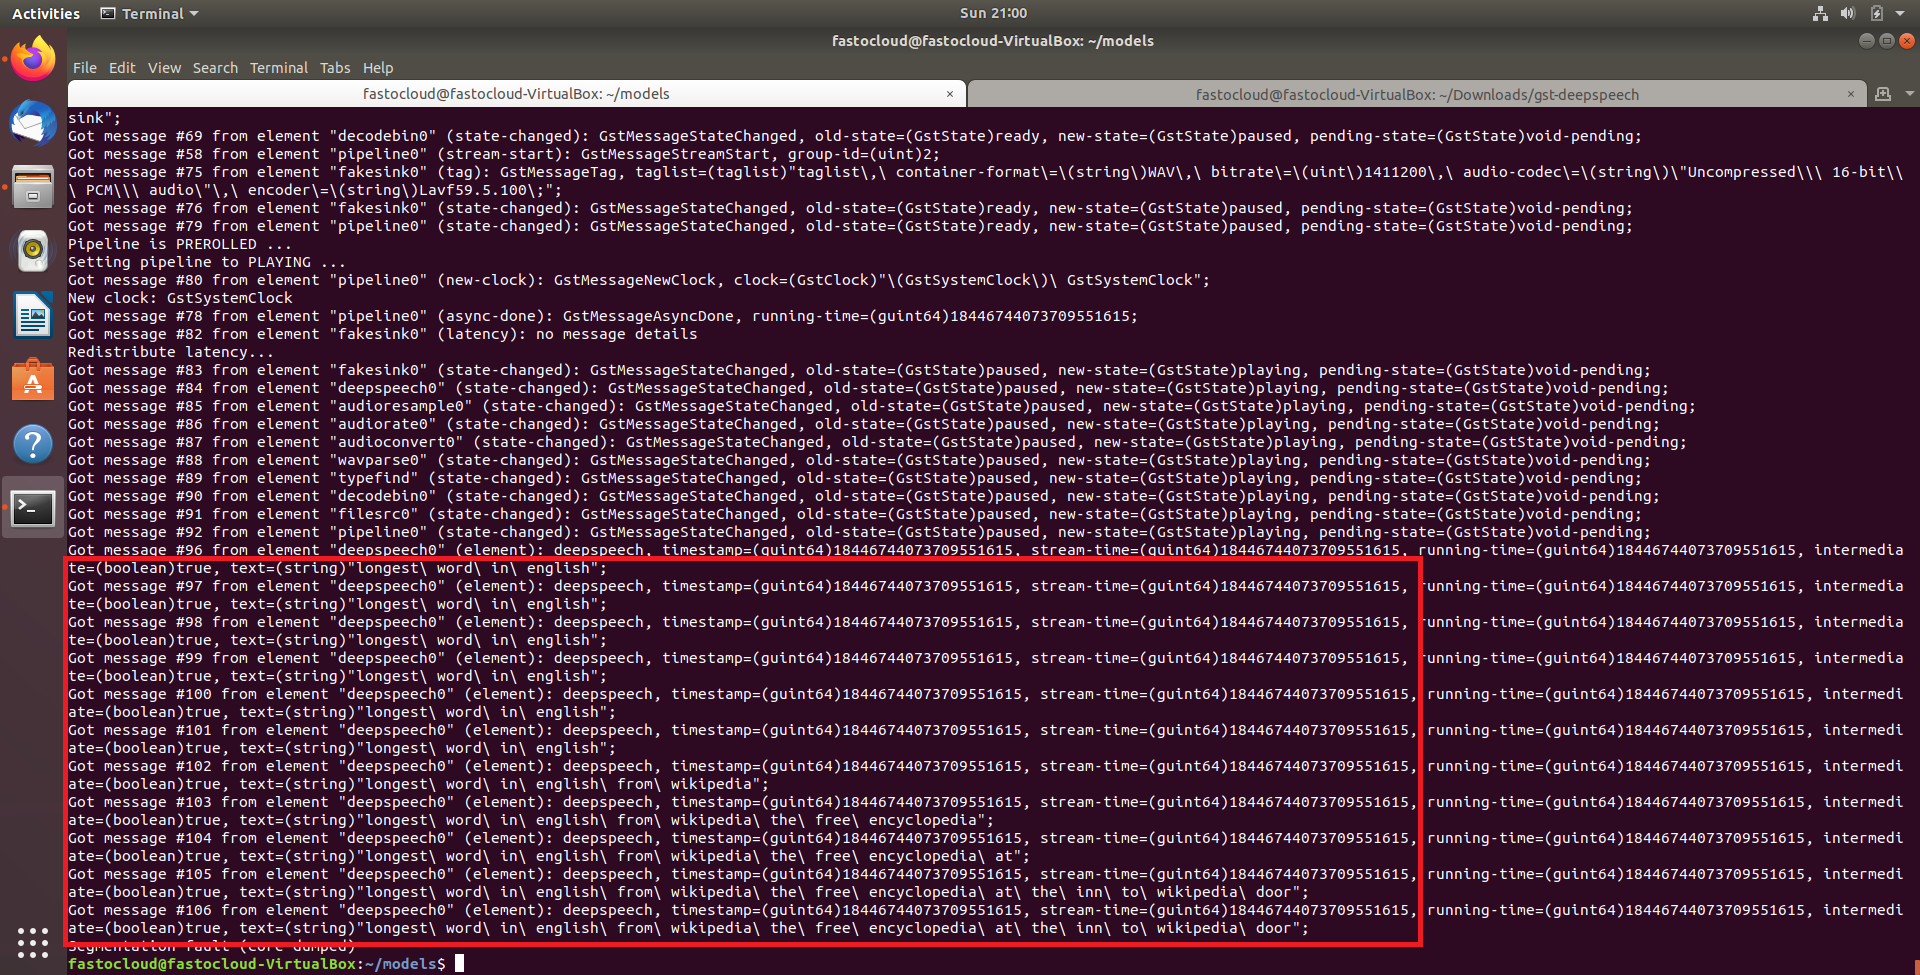 Activities
Terminal
Sun 21:00
fastocloud@fastocloud-VirtualBox: ~/models
File Edit View Search Terminal Tabs Help
fastocloud@fastocloud-VirtualBox: ~/models ×
fastocloud@fastocloud-VirtualBox: ~/Downloads/gst-deepspeech ×
sink";
Got message #69 from element "decodebin0" (state-changed): GstMessageStateChanged, old-state=(GstState)ready, new-state=(GstState)paused, pending-state=(GstState)void-pending;
Got message #58 from element "pipeline0" (stream-start): GstMessageStreamStart, group-id=(uint)2;
Got message #75 from element "fakesink0" (tag): GstMessageTag, taglist=(taglist)"taglist\,\ container-format\=\(string\)WAV\,\ bitrate\=\(uint\)1411200\,\ audio-codec\=\(string\)\"Uncompressed\\\ 16-bit\\
\ PCM\\\ audio\"\,\ encoder\=\(string\)Lavf59.5.100\;";
Got message #76 from element "fakesink0" (state-changed): GstMessageStateChanged, old-state=(GstState)ready, new-state=(GstState)paused, pending-state=(GstState)void-pending;
Got message #79 from element "pipeline0" (state-changed): GstMessageStateChanged, old-state=(GstState)ready, new-state=(GstState)paused, pending-state=(GstState)void-pending;
Pipeline is PREROLLED ...
Setting pipeline to PLAYING ...
Got message #80 from element "pipeline0" (new-clock): GstMessageNewClock, clock=(GstClock)"\(GstSystemClock\)\ GstSystemClock";
New clock: GstSystemClock
Got message #78 from element "pipeline0" (async-done): GstMessageAsyncDone, running-time=(guint64)18446744073709551615;
Got message #82 from element "fakesink0" (latency): no message details
Redistribute latency...
Got message #83 from element "fakesink0" (state-changed): GstMessageStateChanged, old-state=(GstState)paused, new-state=(GstState)playing, pending-state=(GstState)void-pending;
Got message #84 from element "deepspeech0" (state-changed): GstMessageStateChanged, old-state=(GstState)paused, new-state=(GstState)playing, pending-state=(GstState)void-pending;
Got message #85 from element "audioresample0" (state-changed): GstMessageStateChanged, old-state=(GstState)paused, new-state=(GstState)playing, pending-state=(GstState)void-pending;
Got message #86 from element "audiorate0" (state-changed): GstMessageStateChanged, old-state=(GstState)paused, new-state=(GstState)playing, pending-state=(GstState)void-pending;
Got message #87 from element "audioconvert0" (state-changed): GstMessageStateChanged, old-state=(GstState)paused, new-state=(GstState)playing, pending-state=(GstState)void-pending;
Got message #88 from element "wavparse0" (state-changed): GstMessageStateChanged, old-state=(GstState)paused, new-state=(GstState)playing, pending-state=(GstState)void-pending;
Got message #89 from element "typefind" (state-changed): GstMessageStateChanged, old-state=(GstState)paused, new-state=(GstState)playing, pending-state=(GstState)void-pending;
Got message #90 from element "decodebin0" (state-changed): GstMessageStateChanged, old-state=(GstState)paused, new-state=(GstState)playing, pending-state=(GstState)void-pending;
Got message #91 from element "filesrc0" (state-changed): GstMessageStateChanged, old-state=(GstState)paused, new-state=(GstState)playing, pending-state=(GstState)void-pending;
Got message #92 from element "pipeline0" (state-changed): GstMessageStateChanged, old-state=(GstState)paused, new-state=(GstState)playing, pending-state=(GstState)void-pending;
Got message #96 from element "deepspeech0" (element): deepspeech, timestamp=(guint64)18446744073709551615, stream-time=(guint64)18446744073709551615, running-time=(guint64)18446744073709551615, intermedia
te=(boolean)true, text=(string)"longest\ word\ in\ english";
Got message #97 from element "deepspeech0" (element): deepspeech, timestamp=(guint64)18446744073709551615, stream-time=(guint64)18446744073709551615, running-time=(guint64)18446744073709551615, intermedia
te=(boolean)true, text=(string)"longest\ word\ in\ english";
Got message #98 from element "deepspeech0" (element): deepspeech, timestamp=(guint64)18446744073709551615, stream-time=(guint64)18446744073709551615, running-time=(guint64)18446744073709551615, intermedia
te=(boolean)true, text=(string)"longest\ word\ in\ english";
Got message #99 from element "deepspeech0" (element): deepspeech, timestamp=(guint64)18446744073709551615, stream-time=(guint64)18446744073709551615, running-time=(guint64)18446744073709551615, intermedia
te=(boolean)true, text=(string)"longest\ word\ in\ english";
Got message #100 from element "deepspeech0" (element): deepspeech, timestamp=(guint64)18446744073709551615, stream-time=(guint64)18446744073709551615, running-time=(guint64)18446744073709551615, intermedi
ate=(boolean)true, text=(string)"longest\ word\ in\ english";
Got message #101 from element "deepspeech0" (element): deepspeech, timestamp=(guint64)18446744073709551615, stream-time=(guint64)18446744073709551615, running-time=(guint64)18446744073709551615, intermedi
ate=(boolean)true, text=(string)"longest\ word\ in\ english";
Got message #102 from element "deepspeech0" (element): deepspeech, timestamp=(guint64)18446744073709551615, stream-time=(guint64)18446744073709551615, running-time=(guint64)18446744073709551615, intermedi
ate=(boolean)true, text=(string)"longest\ word\ in\ english\ from\ wikipedia";
Got message #103 from element "deepspeech0" (element): deepspeech, timestamp=(guint64)18446744073709551615, stream-time=(guint64)18446744073709551615, running-time=(guint64)18446744073709551615, intermedi
ate=(boolean)true, text=(string)"longest\ word\ in\ english\ from\ wikipedia\ the\ free\ encyclopedia";
Got message #104 from element "deepspeech0" (element): deepspeech, timestamp=(guint64)18446744073709551615, stream-time=(guint64)18446744073709551615, running-time=(guint64)18446744073709551615, intermedi
ate=(boolean)true, text=(string)"longest\ word\ in\ english\ from\ wikipedia\ the\ free\ encyclopedia\ at";
Got message #105 from element "deepspeech0" (element): deepspeech, timestamp=(guint64)18446744073709551615, stream-time=(guint64)18446744073709551615, running-time=(guint64)18446744073709551615, intermedi
ate=(boolean)true, text=(string)"longest\ word\ in\ english\ from\ wikipedia\ the\ free\ encyclopedia\ at\ the\ inn\ to\ wikipedia\ door";
Got message #106 from element "deepspeech0" (element): deepspeech, timestamp=(guint64)18446744073709551615, stream-time=(guint64)18446744073709551615, running-time=(guint64)18446744073709551615, intermedi
ate=(boolean)true, text=(string)"longest\ word\ in\ english\ from\ wikipedia\ the\ free\ encyclopedia\ at\ the\ inn\ to\ wikipedia\ door";
Segmentation fault (core dumped)
fastocloud@fastocloud-VirtualBox:~/models$